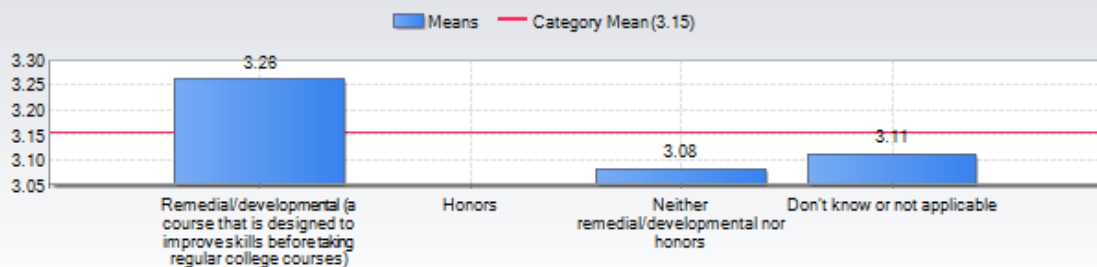 Means Category Mean (3.15)
3.30
3.25
3.20
3.15
3.10
3.05
3.26
3.08
3.11
Remedial/developmental (a
course that is designed to
improve skills before taking
regular college courses)
Honors
Neither
remedial/developmental nor
honors
Don't know or not applicable